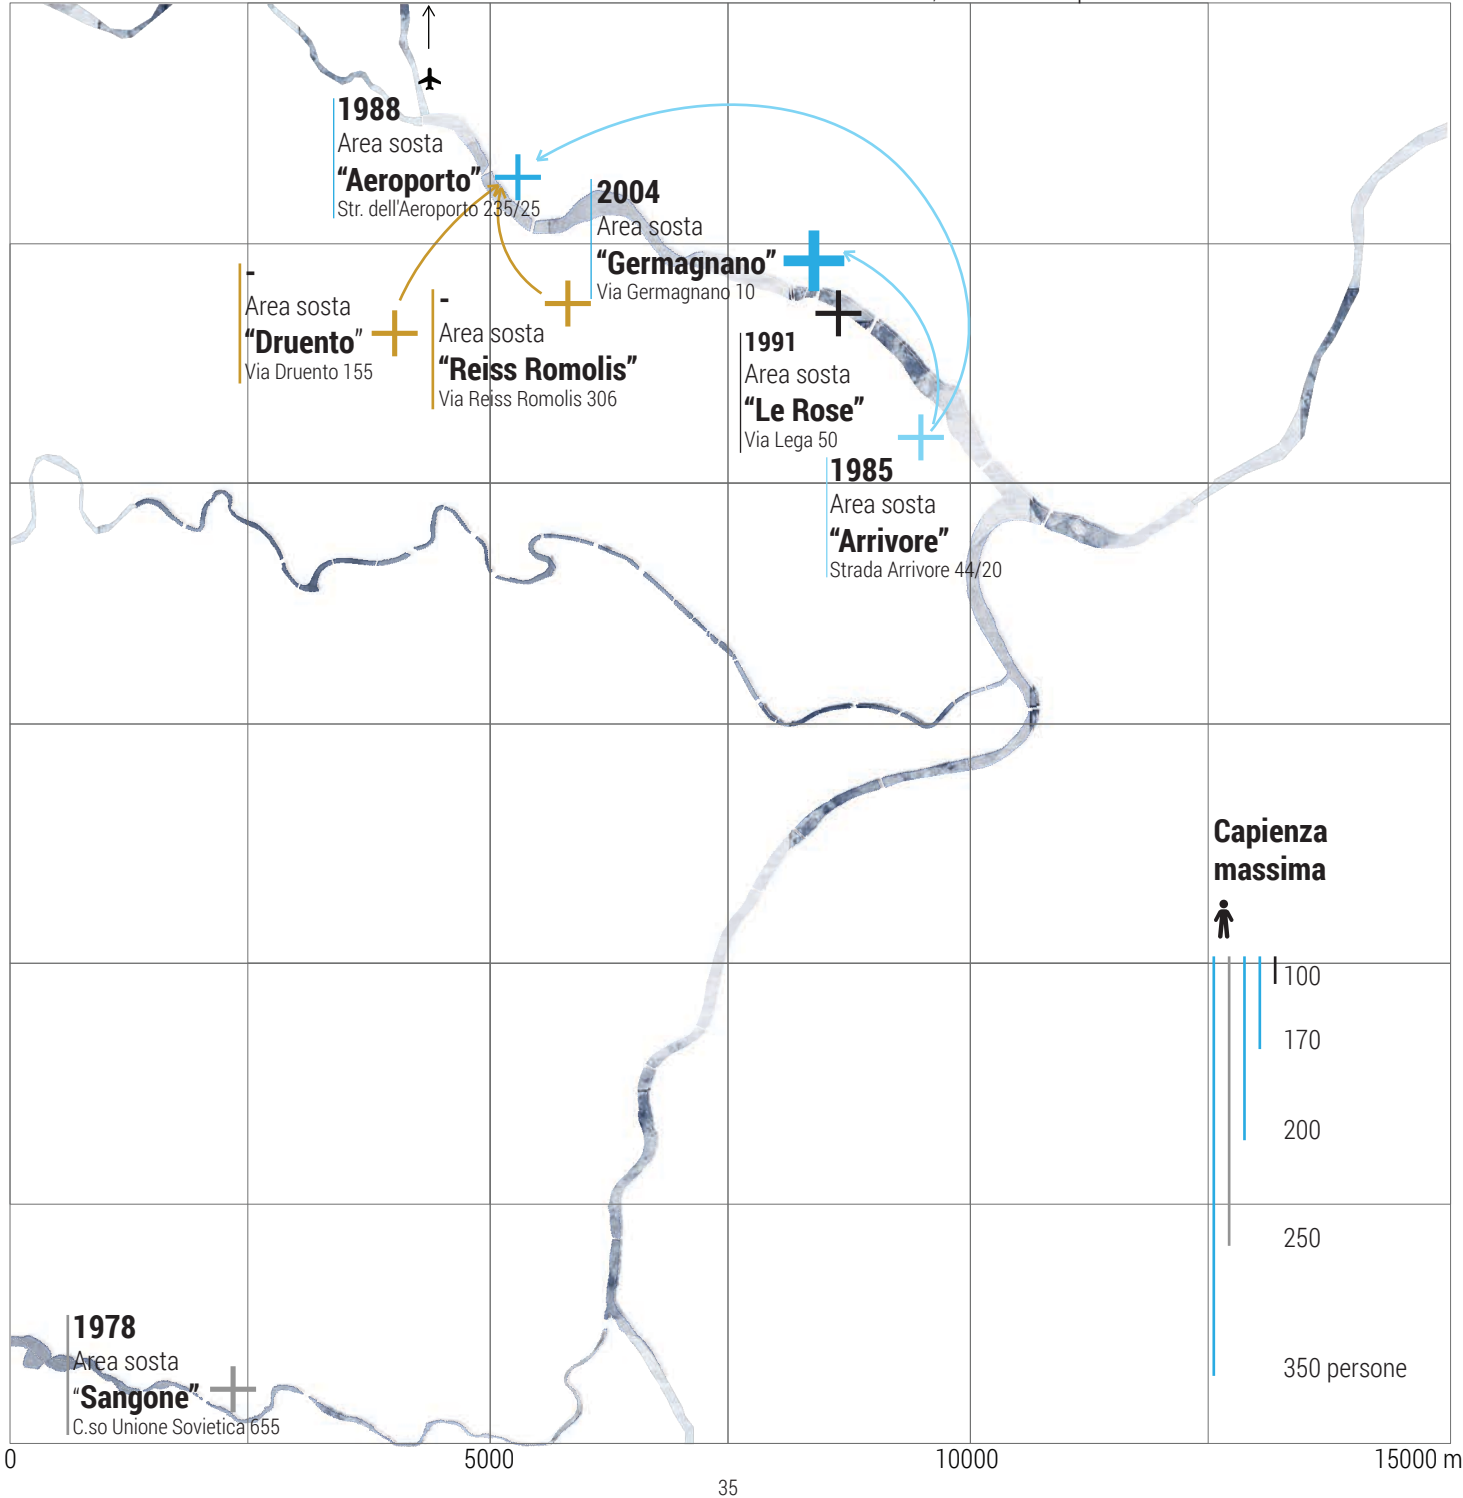 1988
Area sosta
“Aeroporto”
Str. dell'Aeroporto 235/25
2004
Area sosta
“Germagnano”
Via Germagnano 10
-
Area sosta
“Druento”
Via Druento 155
-
Area sosta
“Reiss Romolis”
Via Reiss Romolis 306
1991
Area sosta
“Le Rose”
Via Lega 50
1985
Area sosta
“Arrivore”
Strada Arrivore 44/20
Capienza
massima
100
170
200
250
350 persone
1978
Area sosta
“Sangone”
C.so Unione Sovietica 655
0 5000 10000 15000 m
35